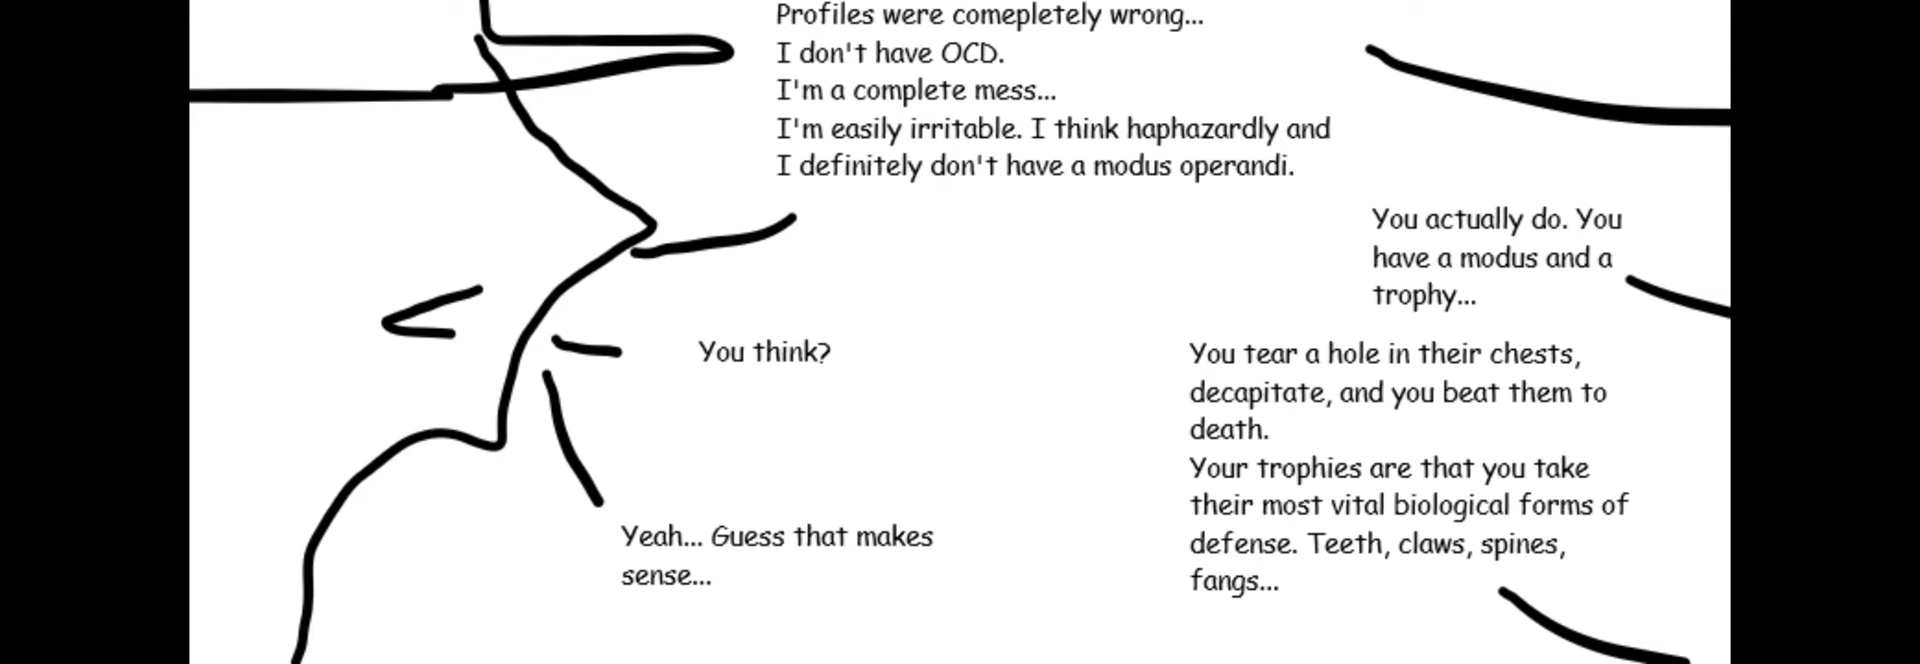 Profiles were comepletely wrong...
I don't have OCD.
I'm a complete mess...
I'm easily irritable. I think haphazardly and
I definitely don't have a modus operandi.
You actually do. You
have a modus and a
trophy...
You think?
You tear a hole in their chests,
decapitate, and you beat them to
death.
Your trophies are that you take
their most vital biological forms of
defense. Teeth, claws, spines,
fangs...
Yeah... Guess that makes
sense...